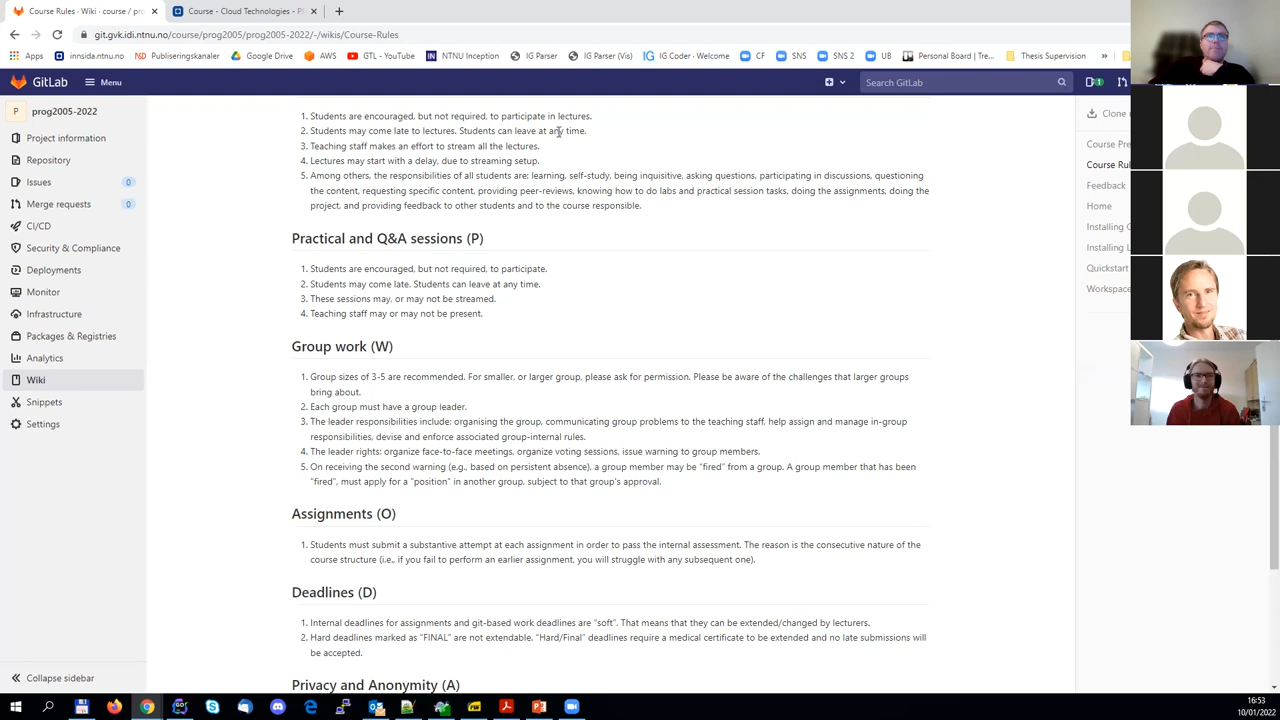 Course Rules · Wiki · course / pro
Course - Cloud Technologies - P
git.gvk.idi.ntnu.no/course/prog2005/prog2005-2022/-/wikis/Course-Rules
Apps
innsida.ntnu.no
Publiseringskanaler
Google Drive
AWS
GTL - YouTube
NTNU Inception
IG Parser
IG Parser (Vis)
IG Coder · Welcome
CF
SNS
SNS 2
UB
Personal Board | Tre...
Thesis Supervision
GitLab
Menu
Search GitLab
1
P
prog2005-2022
Project information
Repository
Issues
0
Merge requests
0
CI/CD
Security & Compliance
Deployments
Monitor
Infrastructure
Packages & Registries
Analytics
Wiki
Snippets
Settings
Collapse sidebar
1. Students are encouraged, but not required, to participate in lectures.
2. Students may come late to lectures. Students can leave at any time.
3. Teaching staff makes an effort to stream all the lectures.
4. Lectures may start with a delay, due to streaming setup.
5. Among others, the responsibilities of all students are: learning, self-study, being inquisitive, asking questions, participating in discussions, questioning
the content, requesting specific content, providing peer-reviews, knowing how to do labs and practical session tasks, doing the assignments, doing the
project, and providing feedback to other students and to the course responsible.
Practical and Q&A sessions (P)
1. Students are encouraged, but not required, to participate.
2. Students may come late. Students can leave at any time.
3. These sessions may, or may not be streamed.
4. Teaching staff may or may not be present.
Group work (W)
1. Group sizes of 3-5 are recommended. For smaller, or larger group, please ask for permission. Please be aware of the challenges that larger groups
bring about.
2. Each group must have a group leader.
3. The leader responsibilities include: organising the group, communicating group problems to the teaching staff, help assign and manage in-group
responsibilities, devise and enforce associated group-internal rules.
4. The leader rights: organize face-to-face meetings, organize voting sessions, issue warning to group members.
5. On receiving the second warning (e.g., based on persistent absence), a group member may be "fired" from a group. A group member that has been
"fired", must apply for a "position" in another group, subject to that group's approval.
Assignments (O)
1. Students must submit a substantive attempt at each assignment in order to pass the internal assessment. The reason is the consecutive nature of the
course structure (i.e., if you fail to perform an earlier assignment, you will struggle with any subsequent one).
Deadlines (D)
1. Internal deadlines for assignments and git-based work deadlines are "soft". That means that they can be extended/changed by lecturers.
2. Hard deadlines marked as "FINAL" are not extendable. "Hard/Final" deadlines require a medical certificate to be extended and no late submissions will
be accepted.
Privacy and Anonymity (A)
Clone
Course Pre
Course Rul
Feedback
Home
Installing
Installing
Quickstart
Workspace
16:53
10/01/2022